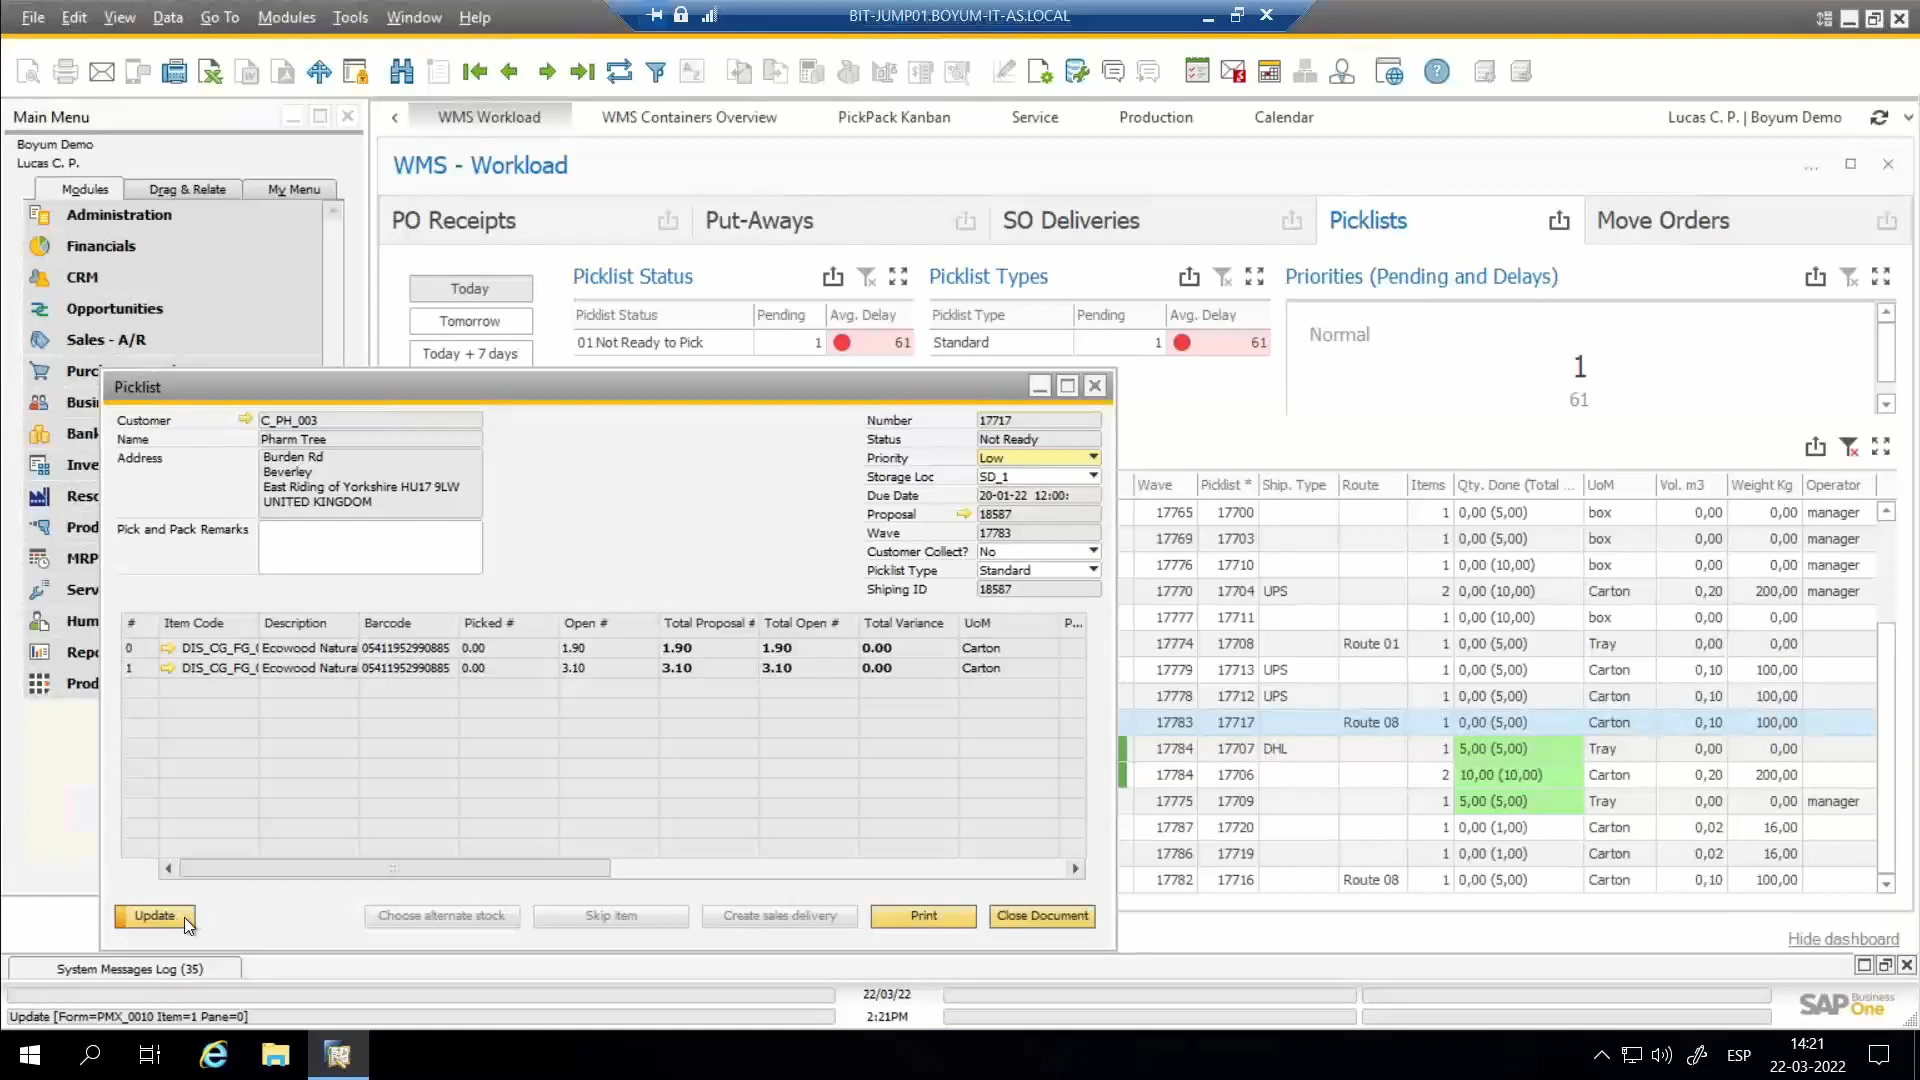 File Edit View Data Go To Modules Tools Window Help
BIT-JUMP01.BOYUM-IT-AS.LOCAL
Main Menu
Boyum Demo
Lucas C. P.
Modules Drag & Relate My Menu
Administration
Financials
CRM
Opportunities
Sales - A/R
Purc
Busi
Bank
Inve
Reso
Prod
MRP
Serv
Hum
Repo
Prod
WMS Workload WMS Containers Overview PickPack Kanban Service Production Calendar
Lucas C. P. | Boyum Demo
WMS - Workload
PO Receipts Put-Aways SO Deliveries Picklists Move Orders
Today
Tomorrow
Today + 7 days
Picklist Status
Picklist Status Pending Avg. Delay
01 Not Ready to Pick 1 61
Picklist Types
Picklist Type Pending Avg. Delay
Standard 1 61
Priorities (Pending and Delays)
Normal
1
61
Picklist
Customer C_PH_003
Name Pharm Tree
Address Burden Rd
Beverley
East Riding of Yorkshire HU17 9LW
UNITED KINGDOM
Pick and Pack Remarks
Number 17717
Status Not Ready
Priority Low
Storage Loc SD_1
Due Date 20-01-22 12:00:
Proposal 18587
Wave 17783
Customer Collect? No
Picklist Type Standard
Shiping ID 18587
# Item Code Description Barcode Picked # Open # Total Proposal # Total Open # Total Variance UoM P...
0 DIS_CG_FG_( Ecowood Natura 05411952990885 0.00 1.90 1.90 1.90 0.00 Carton
1 DIS_CG_FG_( Ecowood Natura 05411952990885 0.00 3.10 3.10 3.10 0.00 Carton
Update Choose alternate stock Skip item Create sales delivery Print Close Document
Wave Picklist * Ship. Type Route Items Qty. Done (Total ... UoM Vol. m3 Weight Kg Operator
17765 17700 1 0,00 (5,00) box 0,00 0,00 manager
17769 17703 1 0,00 (5,00) box 0,00 0,00 manager
17776 17710 1 0,00 (10,00) box 0,00 0,00 manager
17770 17704 UPS 2 0,00 (10,00) Carton 0,20 200,00 manager
17777 17711 1 0,00 (10,00) box 0,00 0,00
17774 17708 Route 01 1 0,00 (5,00) Tray 0,00 0,00
17779 17713 UPS 1 0,00 (5,00) Carton 0,10 100,00
17778 17712 UPS 1 0,00 (5,00) Carton 0,10 100,00
17783 17717 Route 08 1 0,00 (5,00) Carton 0,10 100,00
17784 17707 DHL 1 5,00 (5,00) Tray 0,00 0,00
17784 17706 2 10,00 (10,00) Carton 0,20 200,00
17775 17709 1 5,00 (5,00) Tray 0,00 0,00 manager
17787 17720 1 0,00 (1,00) Carton 0,02 16,00
17786 17719 1 0,00 (1,00) Carton 0,02 16,00
17782 17716 Route 08 1 0,00 (5,00) Carton 0,10 100,00
Hide dashboard
System Messages Log (35)
22/03/22
Update [Form=PMX_0010 Item=1 Pane=0] 2:21PM
SAP Business One
ESP
14:21
22-03-2022